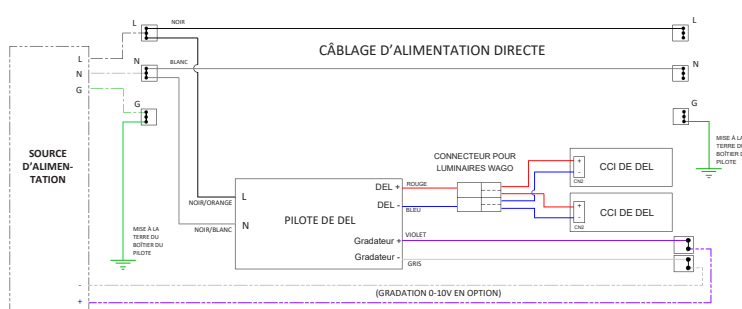 L
NOIR
L
CÂBLAGE D'ALIMENTATION DIRECTE
L
N
BLANC
N
N
G
G
G
MISE À LA
TERRE DU
BOÎTIER DU
PILOTE
SOURCE
D'ALIMEN-
TATION
CONNECTEUR POUR
LUMINAIRES WAGO
+
-
CN2
CCI DE DEL
DEL +
ROUGE
L
NOIR/ORANGE
PILOTE DE DEL
DEL -
BLEU
+
-
CN2
CCI DE DEL
N
NOIR/BLANC
MISE À LA
TERRE DU
BOÎTIER DU
PILOTE
Gradateur +
VIOLET
Gradateur -
GRIS
-
(GRADATION 0-10V EN OPTION)
+